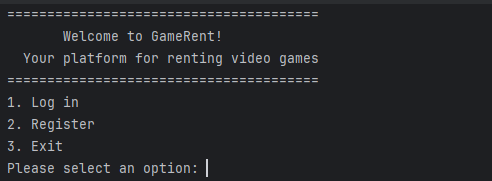 =======================================
Welcome to GameRent!
Your platform for renting video games
=======================================
1. Log in
2. Register
3. Exit
Please select an option: